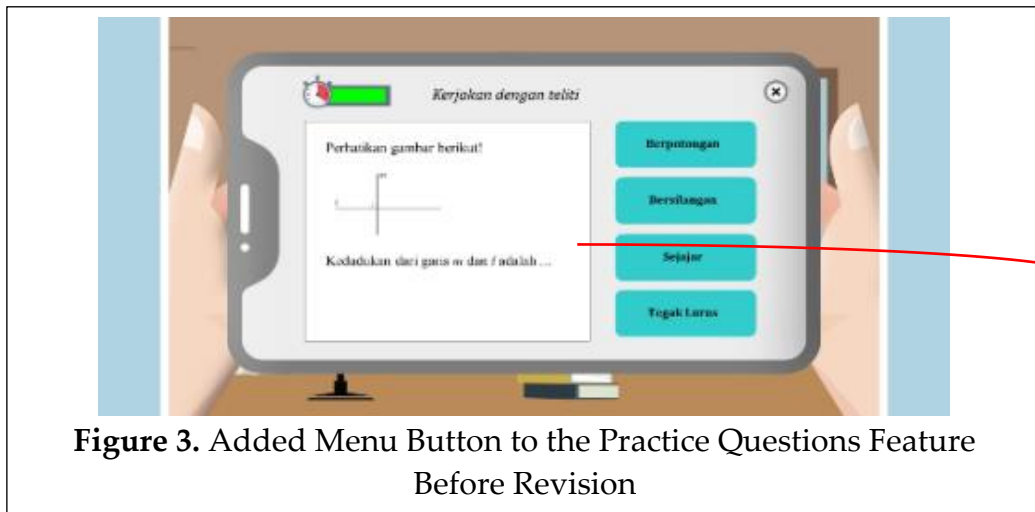 Kerjakan dengan teliti
Perhatikan gambar berikut!
m
Kedudukan dari garis m dan l adalah ...
Berpotongan
Bersilangan
Sejajar
Tegak Lurus
Figure 3. Added Menu Button to the Practice Questions Feature
Before Revision